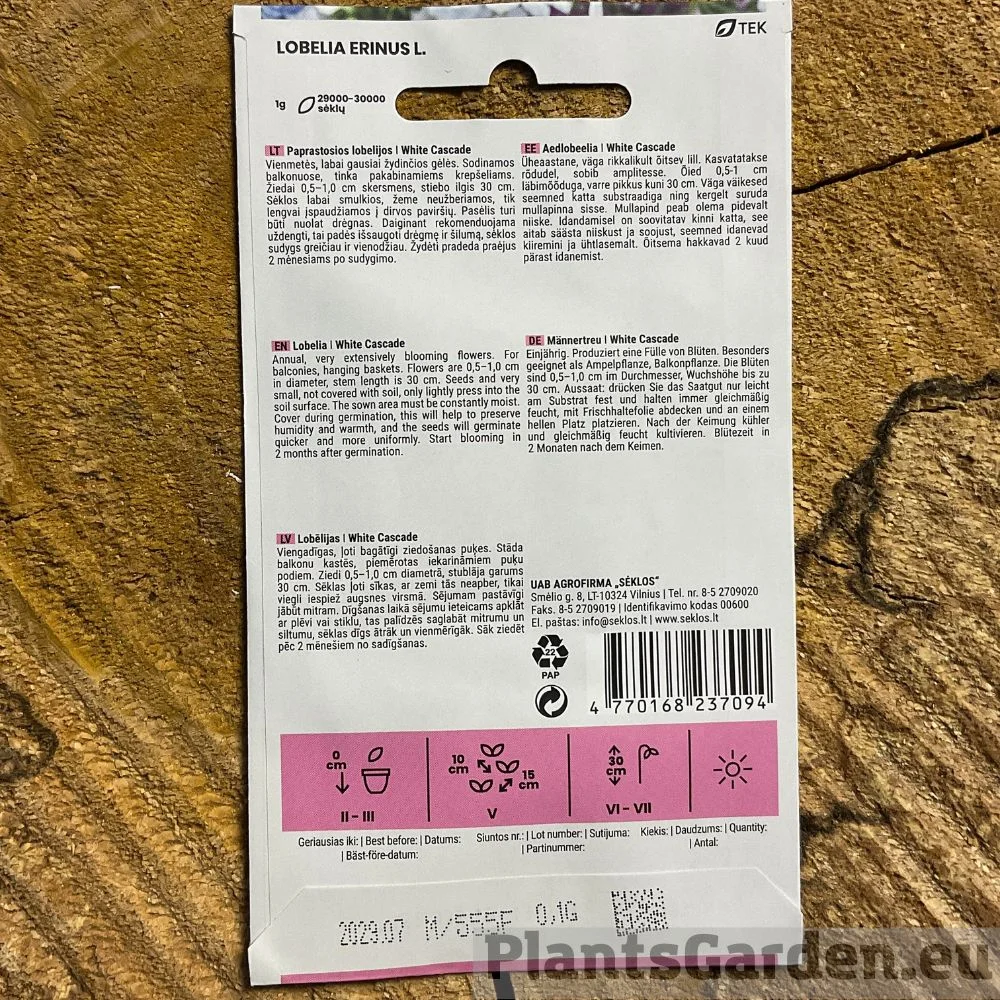 LOBELIA ERINUS L.
TEK
1g
29000-30000
sėklų
LT Paprastosios lobelijos | White Cascade
Vienmetės, labai gausiai žydinčios gėlės. Sodinamos
balkonuose, tinka pakabinamiems krepšeliams.
Žiedai 0,5–1,0 cm skersmens, stiebo ilgis 30 cm.
Sėklos labai smulkios, žeme neužberiamos, tik
lengvai įspaudžiamos į dirvos paviršių. Pasėlis turi
būti nuolat drėgnas. Daiginant rekomenduojama
uždengti, tai padės išsaugoti drėgmę ir šilumą, sėklos
sudygs greičiau ir vienodžiau. Žydėti pradeda praėjus
2 mėnesiams po sudygimo.
EE Aedlobeelia | White Cascade
Üheaastane, väga rikkalikult õitsev lill. Kasvatatakse
rõdudel, sobib amplitesse. Õied 0,5-1 cm
läbimõõduga, varre pikkus kuni 30 cm. Väga väikesed
seemned katta substraadiga ning kergelt suruda
mullapinna sisse. Mullapind peab olema pidevalt
niiske. Idandamisel on soovitatav kinni katta, see
aitab säästa niiskust ja soojust, seemned idanevad
kiiremini ja ühtlasemalt. Õitsema hakkavad 2 kuud
pärast idanemist.
EN Lobelia | White Cascade
Annual, very extensively blooming flowers. For
balconies, hanging baskets. Flowers are 0,5–1,0 cm
in diameter, stem length is 30 cm. Seeds and very
small, not covered with soil, only lightly press into the
soil surface. The sown area must be constantly moist.
Cover during germination, this will help to preserve
humidity and warmth, and the seeds will germinate
quicker and more uniformly. Start blooming in
2 months after germination.
DE Männertreu | White Cascade
Einjährig. Produziert eine Fülle von Blüten. Besonders
geeignet als Ampelpflanze, Balkonpflanze. Die Blüten
sind 0,5–1,0 cm im Durchmesser, Wuchshöhe bis zu
30 cm. Aussaat: drücken Sie das Saatgut nur leicht
am Substrat fest und halten immer gleichmäßig
feucht, mit Frischhaltefolie abdecken und an einem
hellen Platz platzieren. Nach der Keimung kühler
und gleichmäßig feucht kultivieren. Blütezeit in
2 Monaten nach dem Keimen.
LV Lobēlijas | White Cascade
Viengadīgas, ļoti bagātīgi ziedošanas puķes. Stāda
balkonu kastēs, piemērotas iekarināmiem puķu
podiem. Ziedi 0,5–1,0 cm diametrā, stublāja garums
30 cm. Sēklas ļoti sīkas, ar zemi tās neapber, tikai
viegli iespiež augsnes virsmā. Sējumam pastāvīgi
jābūt mitram. Dīgšanas laikā sējumu ieteicams apklāt
ar plēvi vai stiklu, tas palīdzēs saglabāt mitrumu un
siltumu, sēklas dīgs ātrāk un vienmērīgāk. Sāk ziedēt
pēc 2 mēnešiem no sadīgšanas.
UAB AGROFIRMA „SĖKLOS"
Smėlio g. 8, LT-10324 Vilnius | Tel. nr. 8-5 2709020
Faks. 8-5 2709019 | Identifikavimo kodas 00600
El. paštas: info@seklos.lt | www.seklos.lt
22
PAP
4 770168 237094
0
cm
II – III
10
cm
15
cm
V
30
cm
VI – VII
Geriausias iki: | Best before: | Datums:
| Bäst-före-datum:
Siuntos nr.: | Lot number: | Sutijuma:
| Partinummer:
Kiekis: | Daudzums: | Quantity:
| Antal:
2023.07 M/555F 0,1G
PlantsGarden.eu